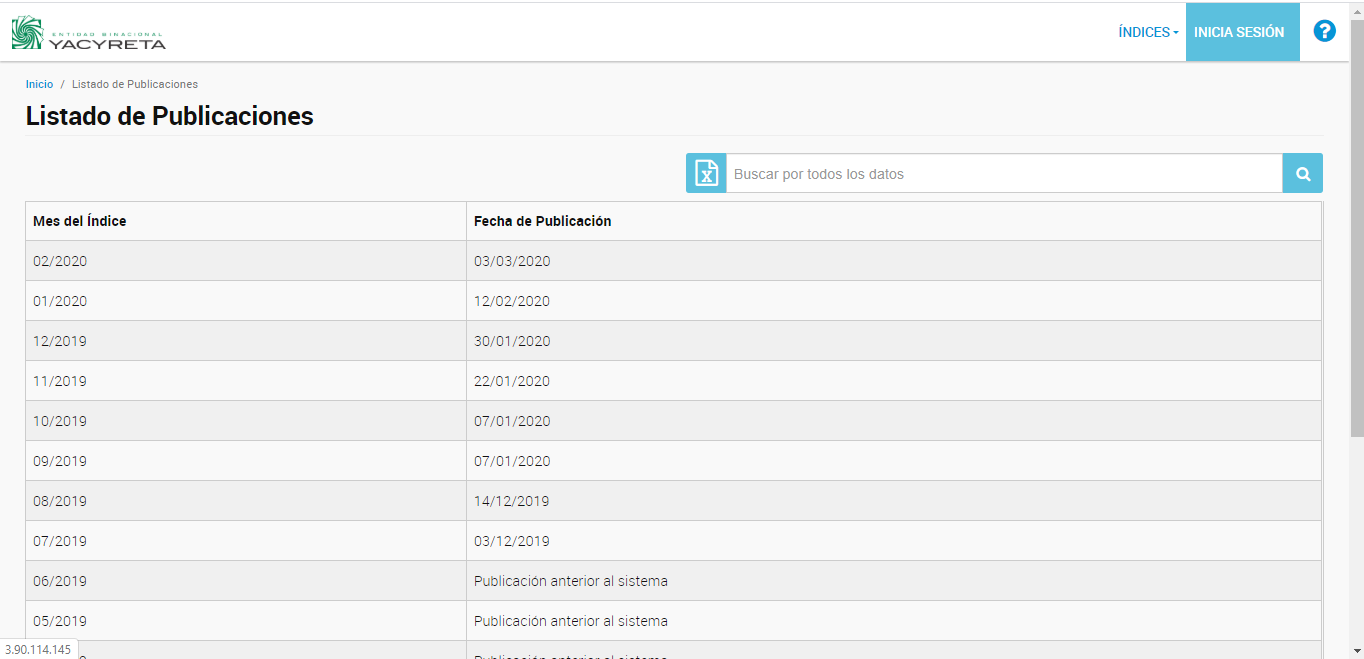 ENTIDAD BINACIONAL
YACYRETA
ÍNDICES
INICIA SESIÓN
?
Inicio / Listado de Publicaciones
Listado de Publicaciones
X
Buscar por todos los datos
Mes del Índice Fecha de Publicación
02/2020 03/03/2020
01/2020 12/02/2020
12/2019 30/01/2020
11/2019 22/01/2020
10/2019 07/01/2020
09/2019 07/01/2020
08/2019 14/12/2019
07/2019 03/12/2019
06/2019 Publicación anterior al sistema
05/2019 Publicación anterior al sistema
Publicación anterior al sistema
3.90.114.145